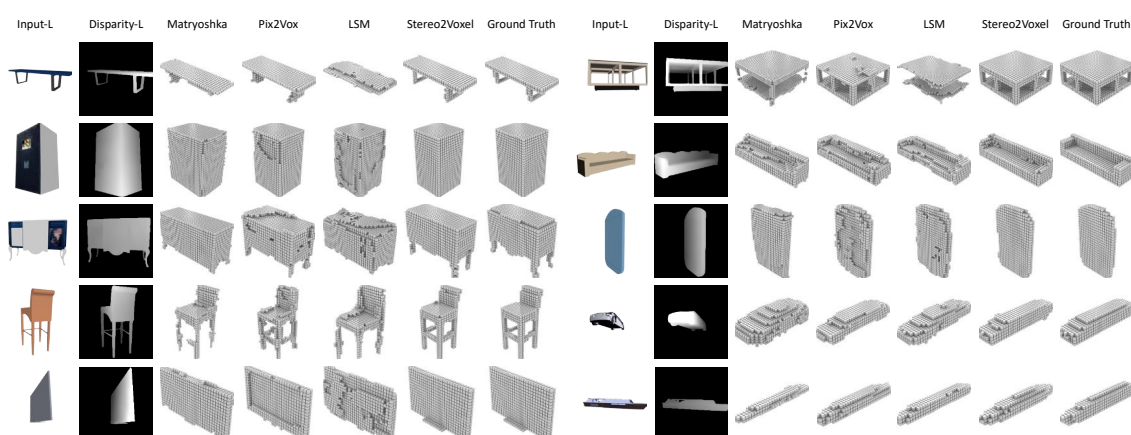 Input-L Disparity-L Matryoshka Pix2Vox LSM Stereo2Voxel Ground Truth Input-L Disparity-L Matryoshka Pix2Vox LSM Stereo2Voxel Ground Truth